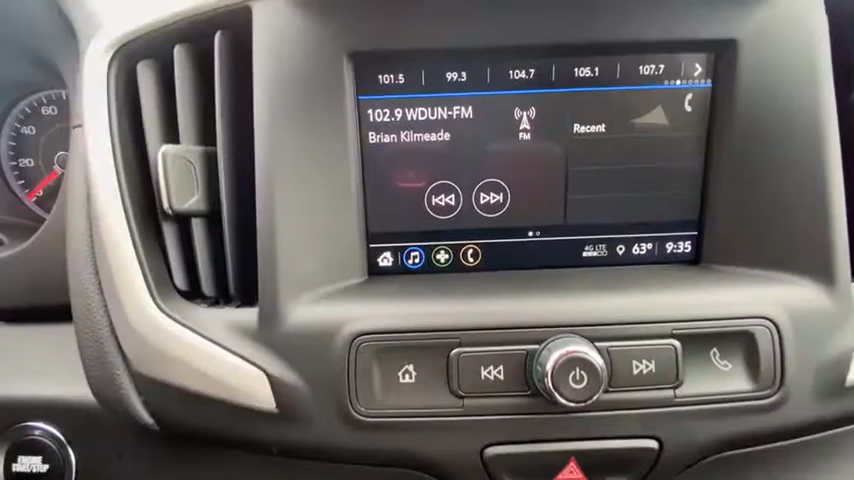 101.5 99.3 104.7 105.1 107.7
102.9 WDUN-FM
Brian Kilmeade
FM
Recent
4G LTE
63°
9:35
60
40
20
ENGINE
START/STOP